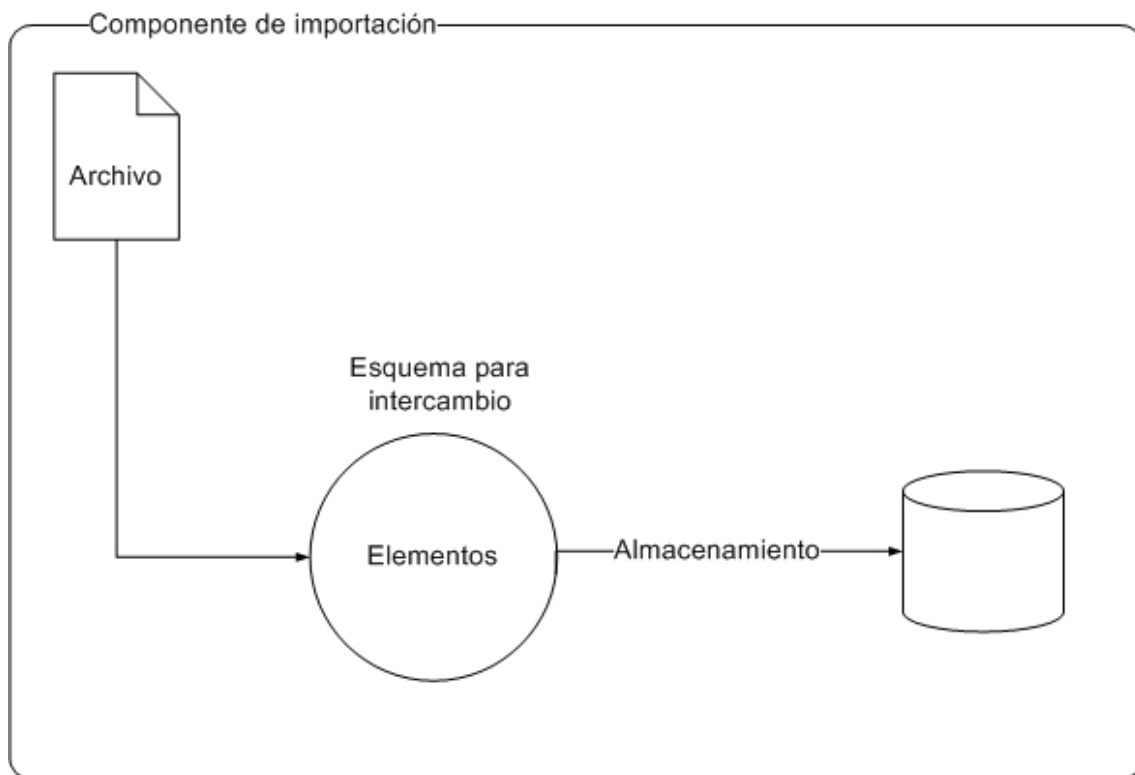 Componente de importación
Archivo
Esquema para
intercambio
Elementos
Almacenamiento